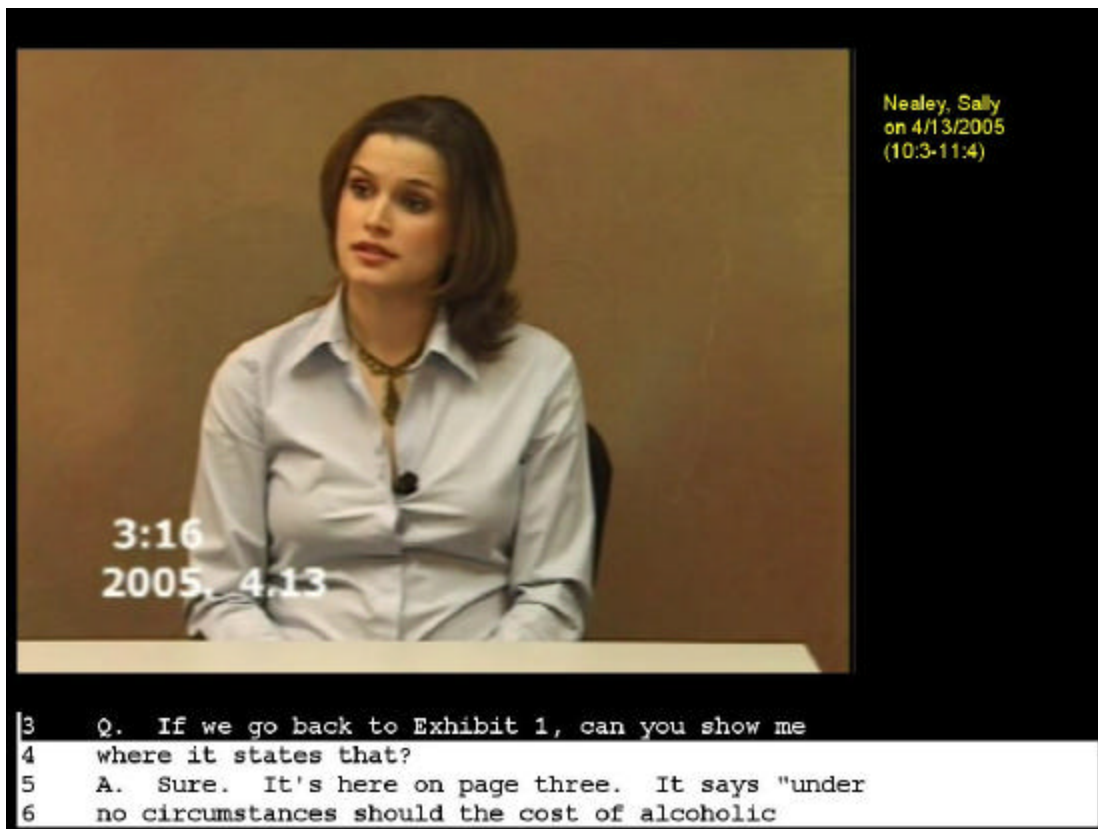 Nealey, Sally
on 4/13/2005
(10:3-11:4)
3:16
2005. 4.13
3 Q. If we go back to Exhibit 1, can you show me
4 where it states that?
5 A. Sure. It's here on page three. It says "under
6 no circumstances should the cost of alcoholic